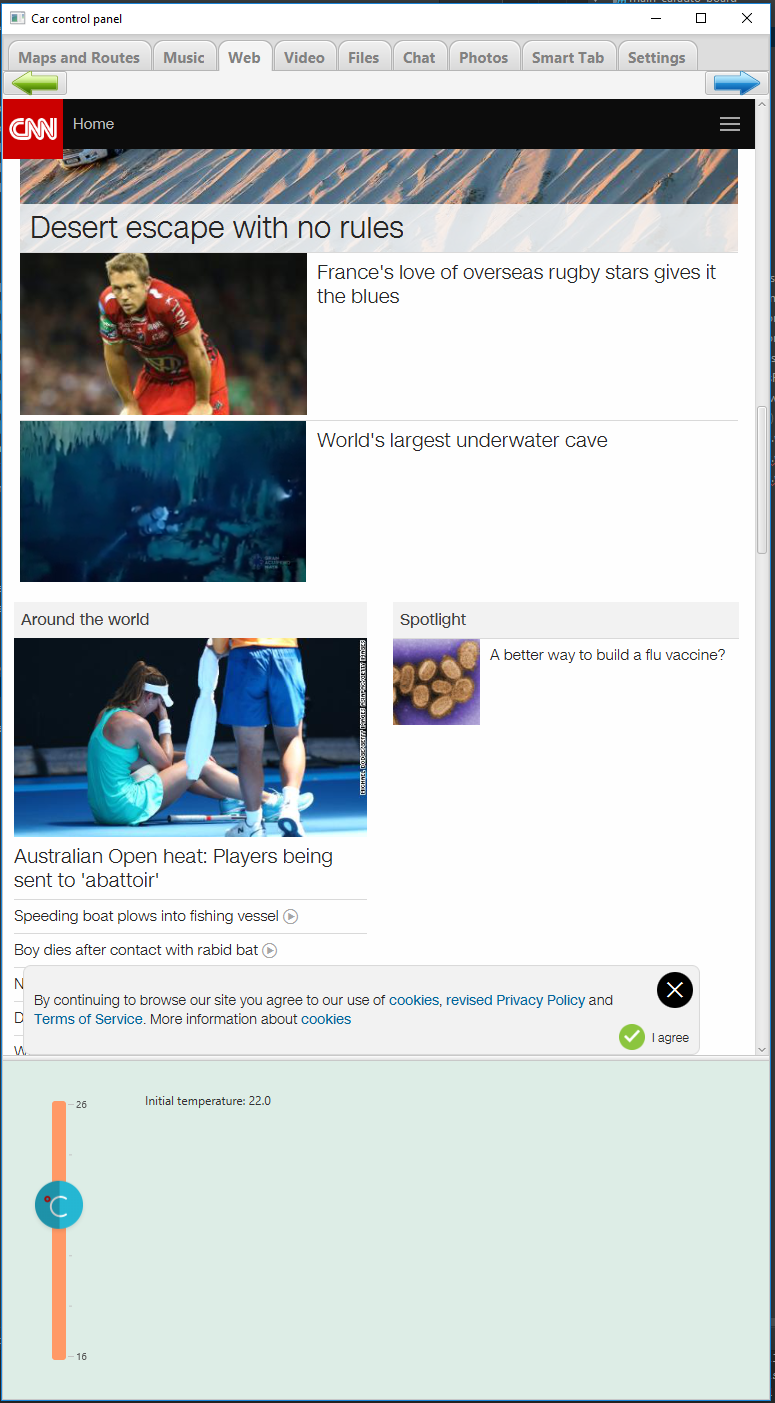 Car control panel
Maps and Routes Music Web Video Files Chat Photos Smart Tab Settings
CNN Home
Desert escape with no rules
France's love of overseas rugby stars gives it
the blues
World's largest underwater cave
Around the world
Australian Open heat: Players being
sent to 'abattoir'
Speeding boat plows into fishing vessel
Boy dies after contact with rabid bat
N
D
W
Spotlight
A better way to build a flu vaccine?
By continuing to browse our site you agree to our use of cookies, revised Privacy Policy and
Terms of Service. More information about cookies
I agree
26
Initial temperature: 22.0
°C
16